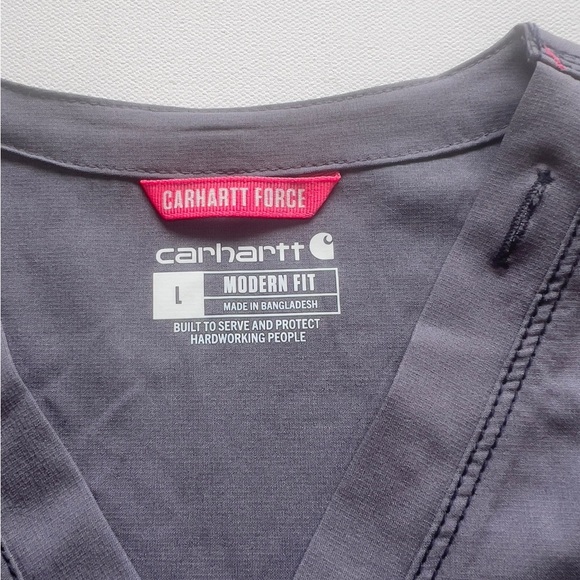 CARHARTT FORCE
carhartt
L
MODERN FIT
MADE IN BANGLADESH
BUILT TO SERVE AND PROTECT
HARDWORKING PEOPLE